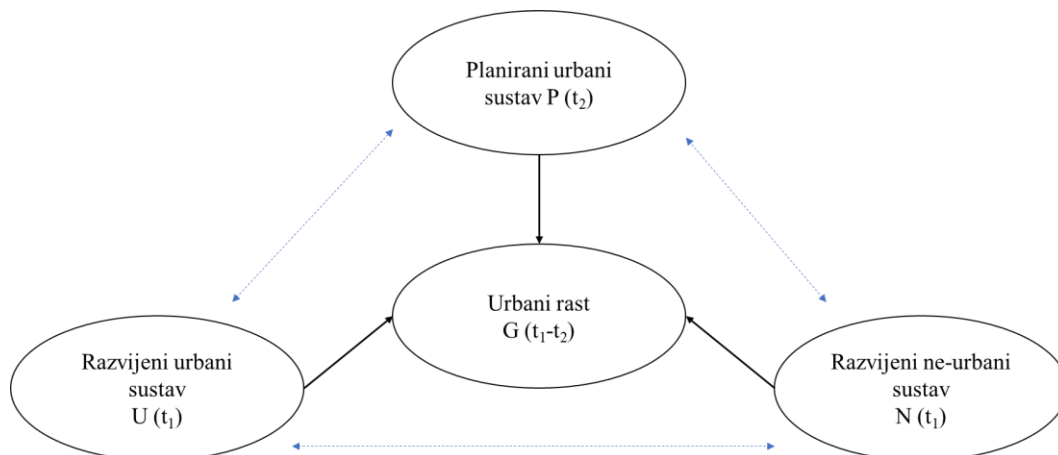 Planirani urbani
sustav P (t₂)
Urbani rast
G (t₁-t₂)
Razvijeni urbani
sustav
U (t₁)
Razvijeni ne-urbani
sustav
N (t₁)